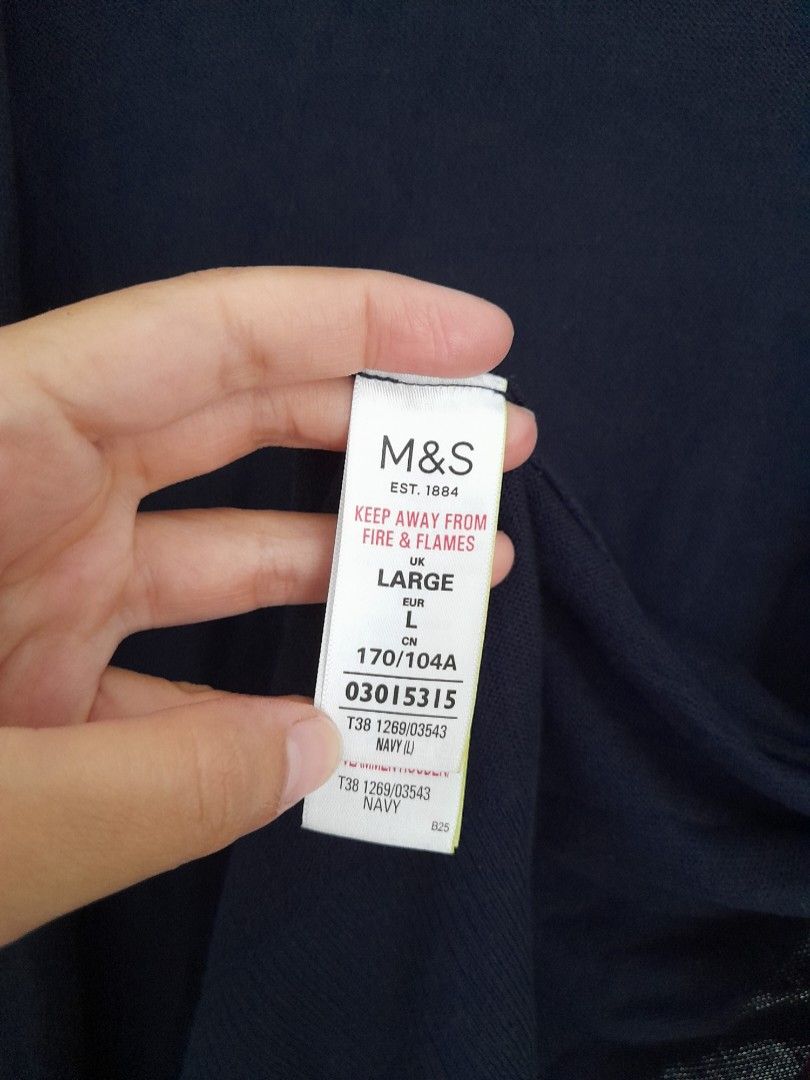 M&S
EST. 1884
KEEP AWAY FROM
FIRE & FLAMES
UK
LARGE
EUR
L
CN
170/104A
03015315
T38 1269/03543
NAVY (L)
T38 1269/03543
NAVY
B25